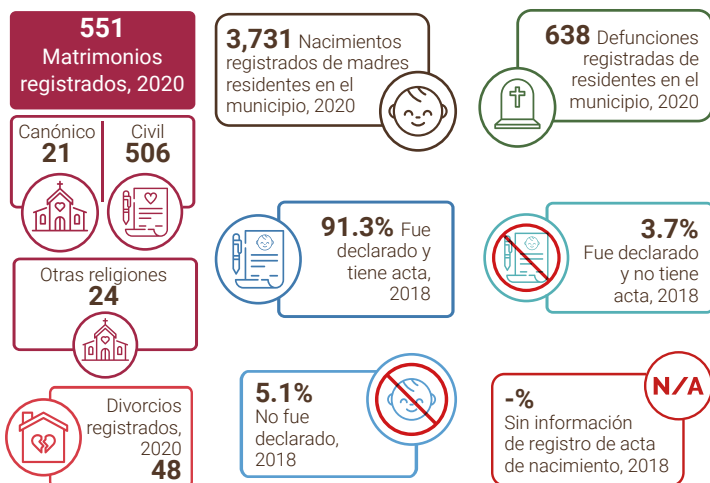 551
Matrimonios
registrados, 2020
Canónico
21
Civil
506
Otras religiones
24
Divorcios
registrados,
2020
48
3,731 Nacimientos
registrados de madres
residentes en el
municipio, 2020
638 Defunciones
registradas de
residentes en el
municipio, 2020
91.3% Fue
declarado y
tiene acta,
2018
3.7%
Fue declarado
y no tiene
acta, 2018
5.1%
No fue
declarado,
2018
N/A
-%
Sin información
de registro de acta
de nacimiento, 2018